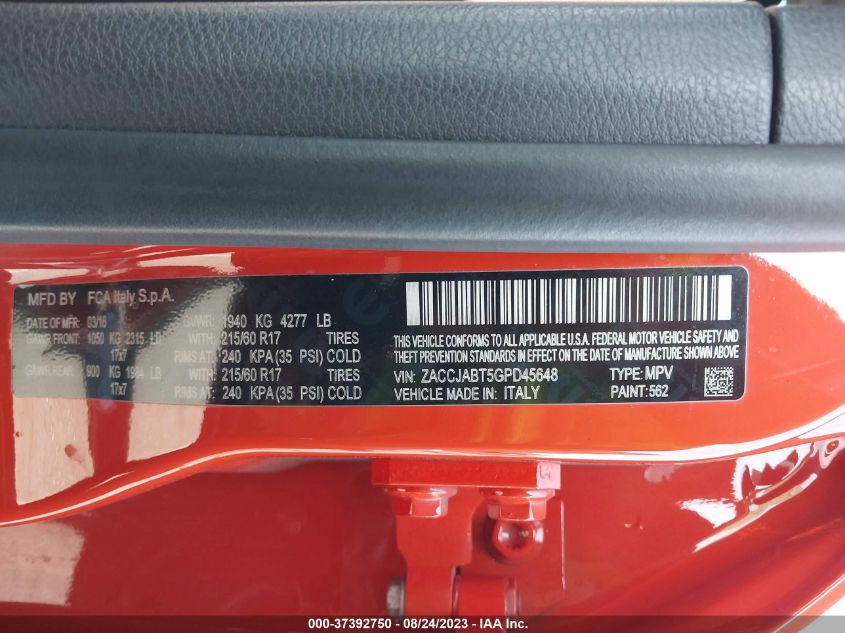 MFD BY FCA Italy S.p.A.
DATE OF MFR: 03/16 GVWR: 1940 KG 4277 LB
GAWR FRONT: 1050 KG 2315 LB WITH: 215/60 R17 TIRES
17x7 RIMS AT: 240 KPA (35 PSI) COLD
GAWR REAR: 900 KG 1984 LB WITH: 215/60 R17 TIRES
17x7 RIMS AT: 240 KPA (35 PSI) COLD
THIS VEHICLE CONFORMS TO ALL APPLICABLE U.S.A. FEDERAL MOTOR VEHICLE SAFETY AND
THEFT PREVENTION STANDARDS IN EFFECT ON THE DATE OF MANUFACTURE SHOWN ABOVE
VIN: ZACCJABT5GPD45648 TYPE: MPV
VEHICLE MADE IN: ITALY PAINT: 562
000-37392750 - 08/24/2023 - IAA Inc.